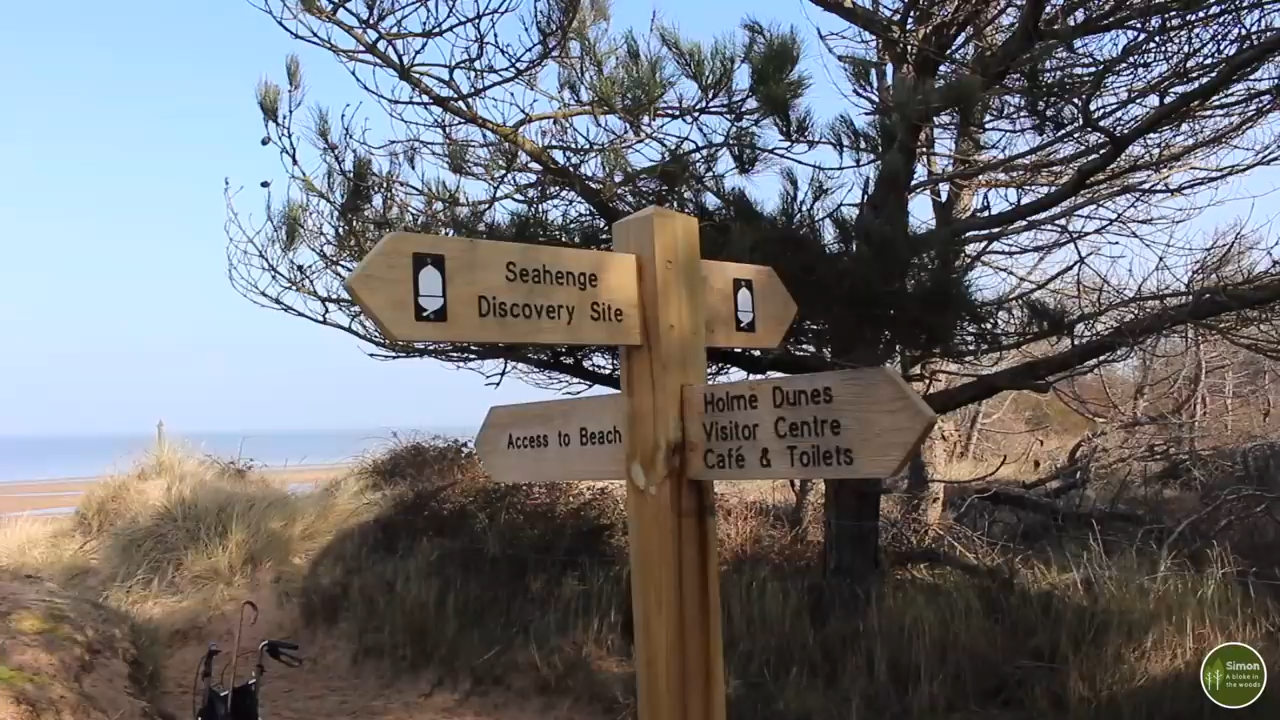 Seahenge
Discovery Site
Access to Beach
Holme Dunes
Visitor Centre
Café & Toilets
Simon
A bloke in
the woods